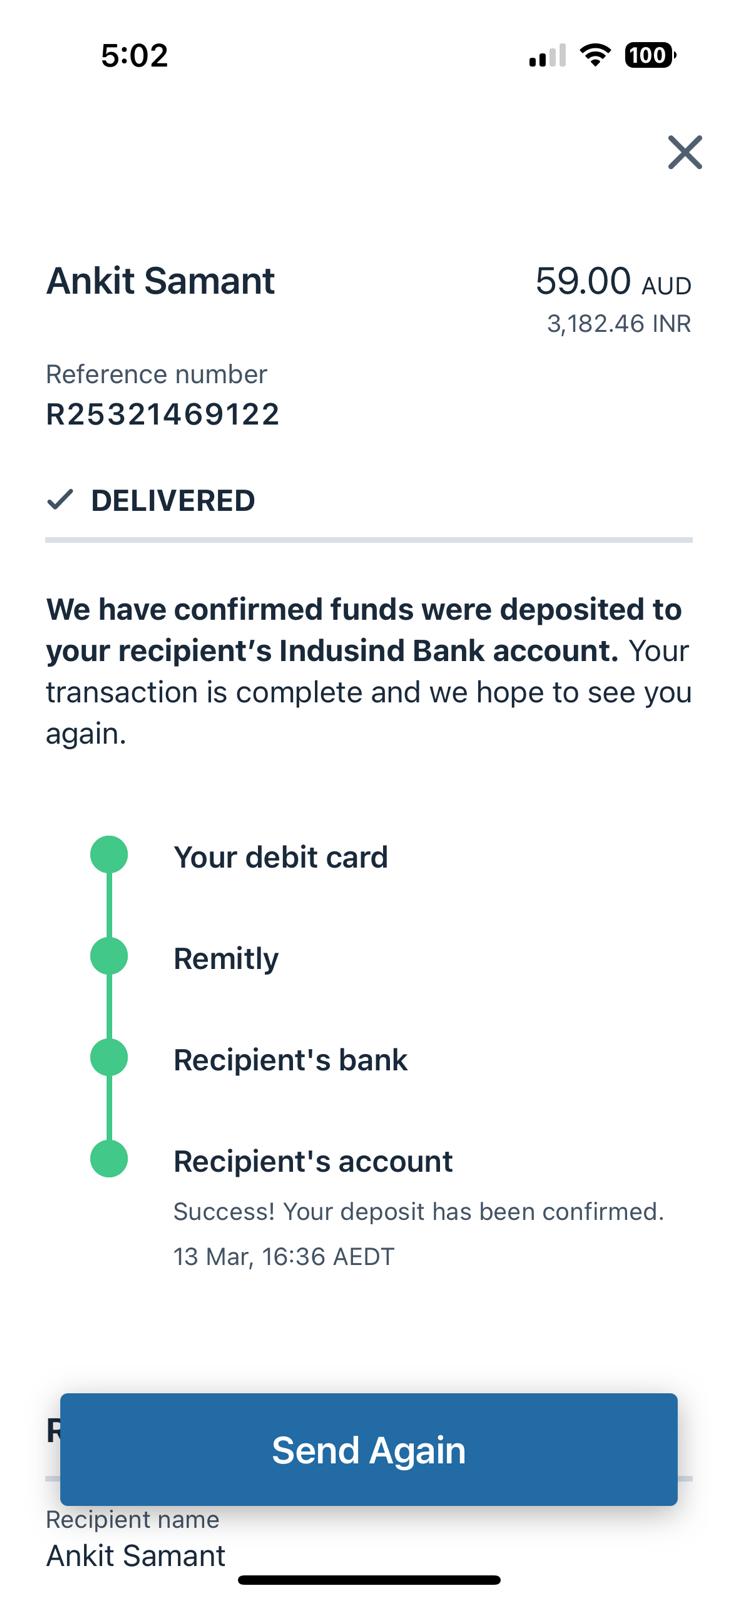 5:02
100
Ankit Samant
59.00 AUD
3,182.46 INR
Reference number
R25321469122
DELIVERED
We have confirmed funds were deposited to
your recipient’s Indusind Bank account. Your
transaction is complete and we hope to see you
again.
Your debit card
Remitly
Recipient's bank
Recipient's account
Success! Your deposit has been confirmed.
13 Mar, 16:36 AEDT
Send Again
Recipient name
Ankit Samant